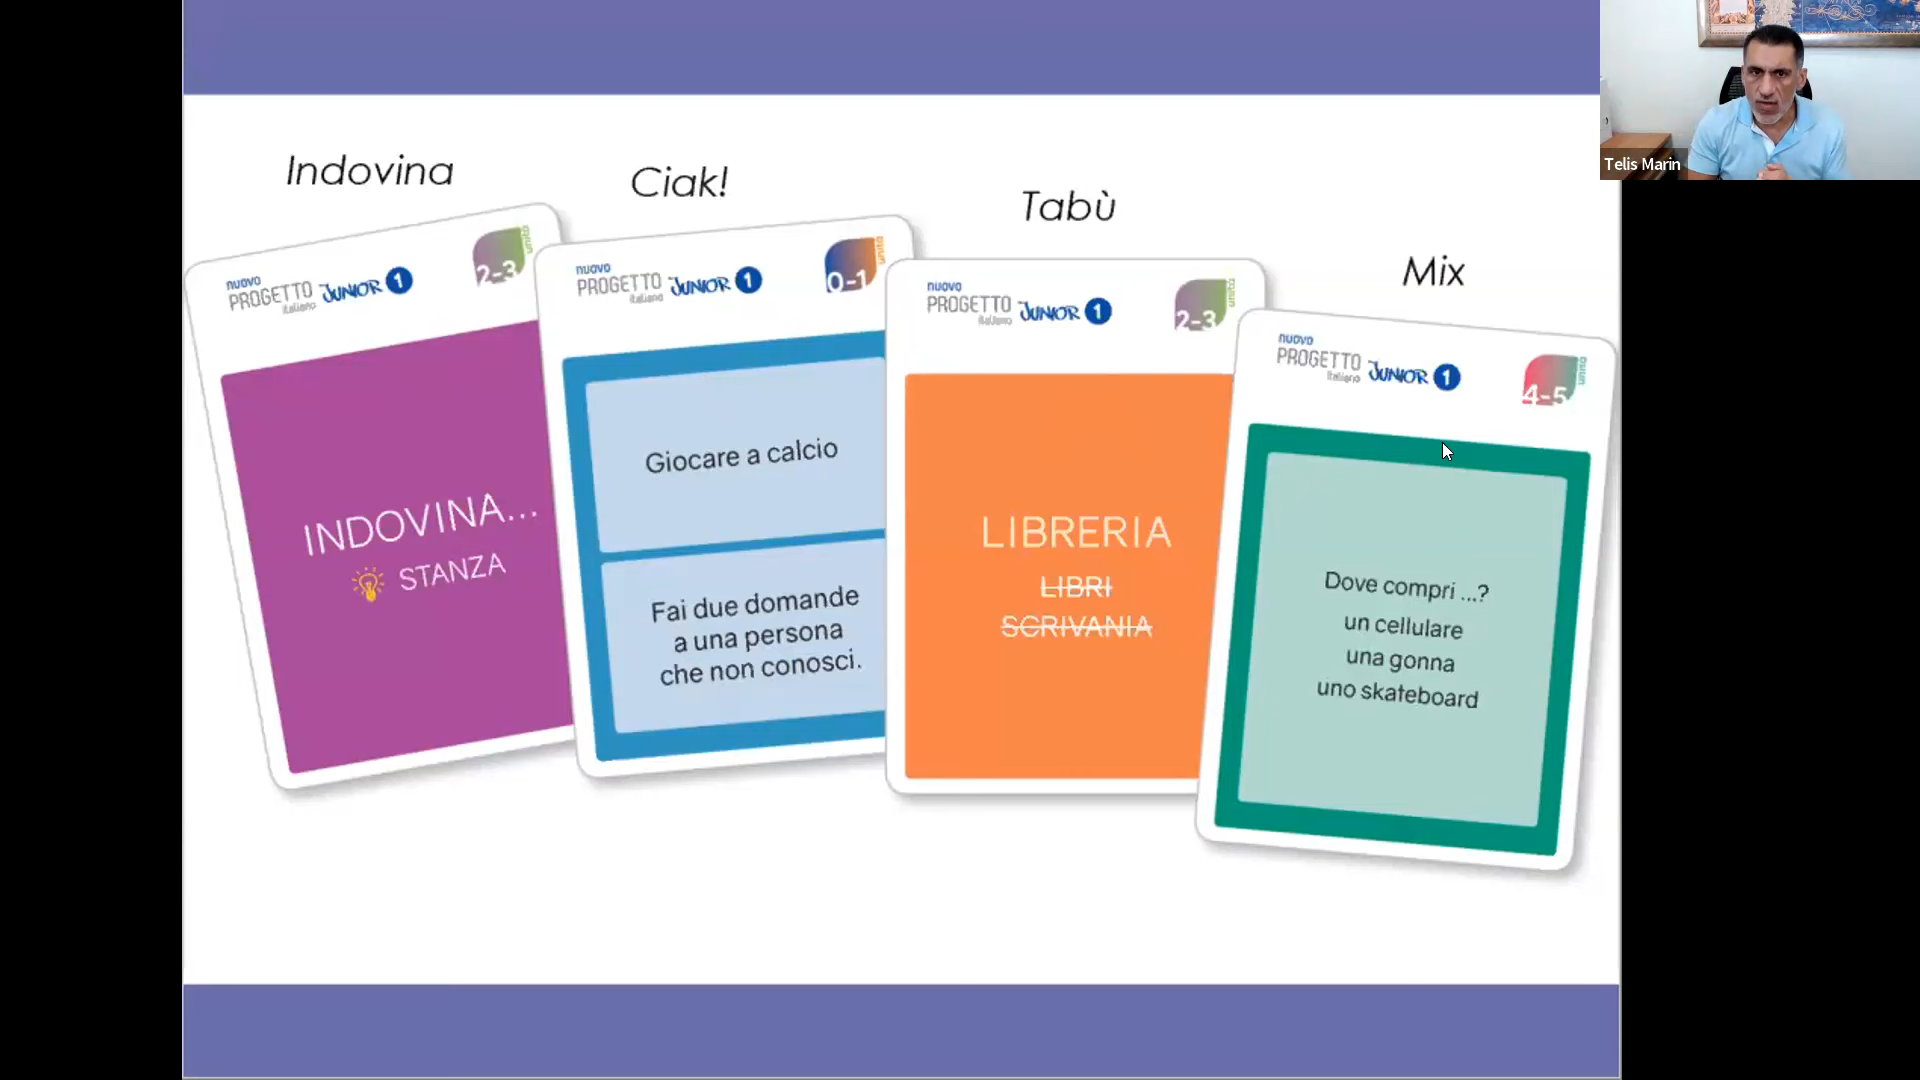 Indovina
Ciak!
Tabù
Mix
nuovo
PROGETTO
italiano
JUNIOR 1
2-3
unità
INDOVINA...
STANZA
nuovo
PROGETTO
italiano
JUNIOR 1
0-1
unità
Giocare a calcio
Fai due domande
a una persona
che non conosci.
nuovo
PROGETTO
italiano
JUNIOR 1
2-3
unità
LIBRERIA
LIBRI
SCRIVANIA
nuovo
PROGETTO
italiano
JUNIOR 1
4-5
unità
Dove compri ...?
un cellulare
una gonna
uno skateboard
Telis Marin